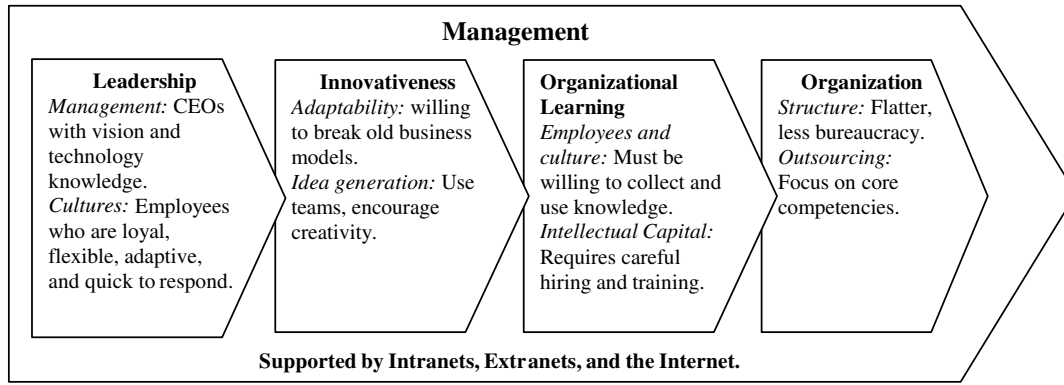 Management
Leadership
Management: CEOs
with vision and
technology
knowledge.
Cultures: Employees
who are loyal,
flexible, adaptive,
and quick to respond.
Innovativeness
Adaptability: willing
to break old business
models.
Idea generation: Use
teams, encourage
creativity.
Organizational
Learning
Employees and
culture: Must be
willing to collect and
use knowledge.
Intellectual Capital:
Requires careful
hiring and training.
Organization
Structure: Flatter,
less bureaucracy.
Outsourcing:
Focus on core
competencies.
Supported by Intranets, Extranets, and the Internet.